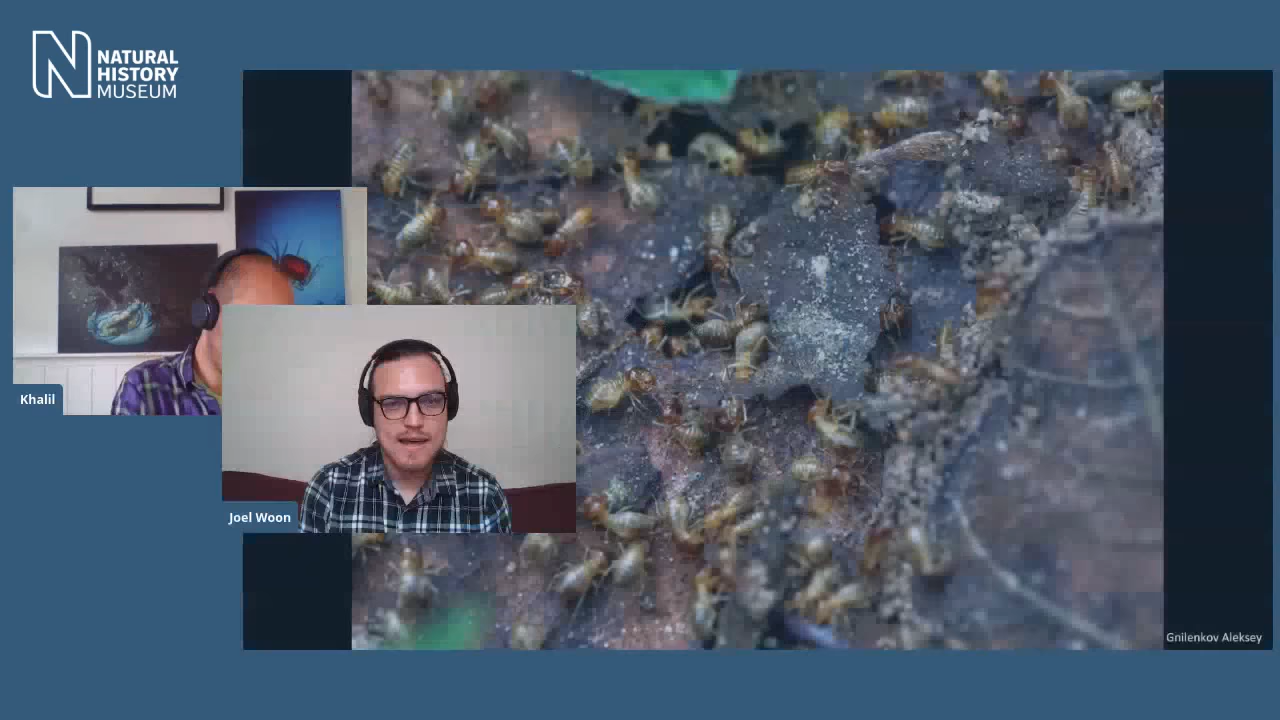 NATURAL
HISTORY
MUSEUM
Khalil
Joel Woon
Gnilenkov Aleksey